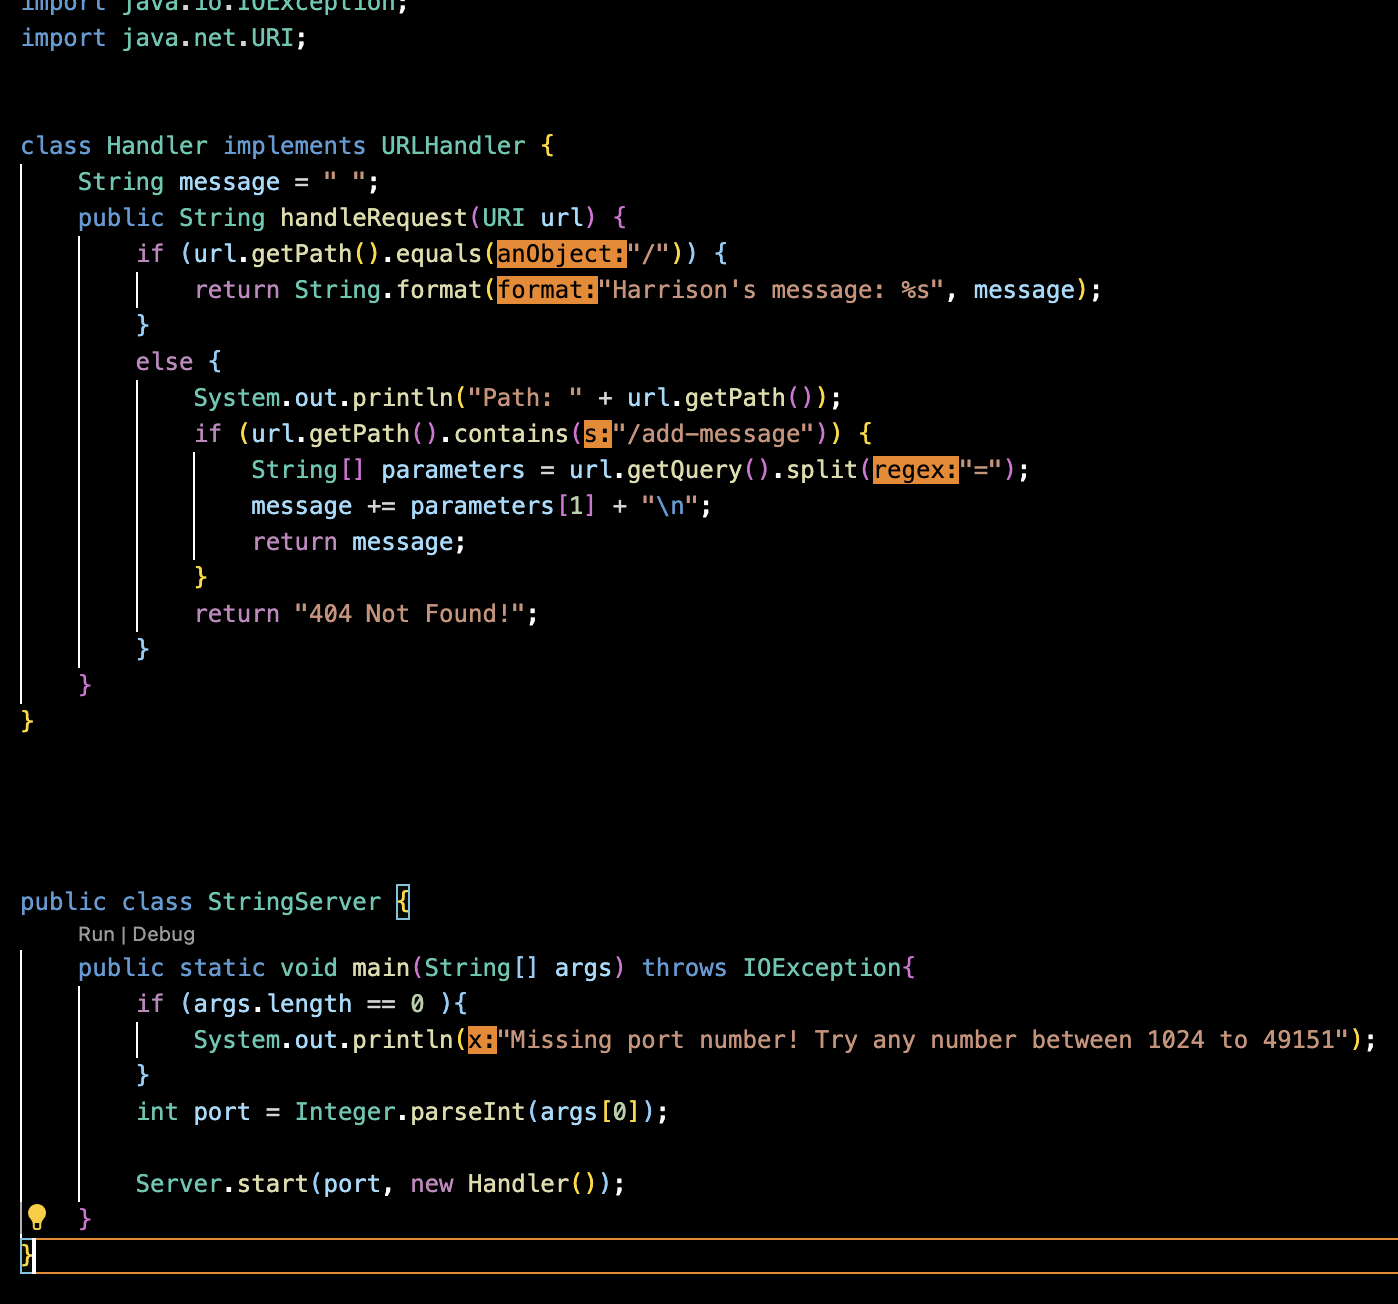 import java.io.IOException;
import java.net.URI;
class Handler implements URLHandler {
String message = " ";
public String handleRequest(URI url) {
if (url.getPath().equals(anObject:"/")) {
return String.format(format:"Harrison's message: %s", message);
}
else {
System.out.println("Path: " + url.getPath());
if (url.getPath().contains(s:"/add-message")) {
String[] parameters = url.getQuery().split(regex:"=");
message += parameters[1] + "\n";
return message;
}
return "404 Not Found!";
}
}
}
public class StringServer {
Run | Debug
public static void main(String[] args) throws IOException{
if (args.length == 0 ){
System.out.println(x:"Missing port number! Try any number between 1024 to 49151");
}
int port = Integer.parseInt(args[0]);
Server.start(port, new Handler());
}
}